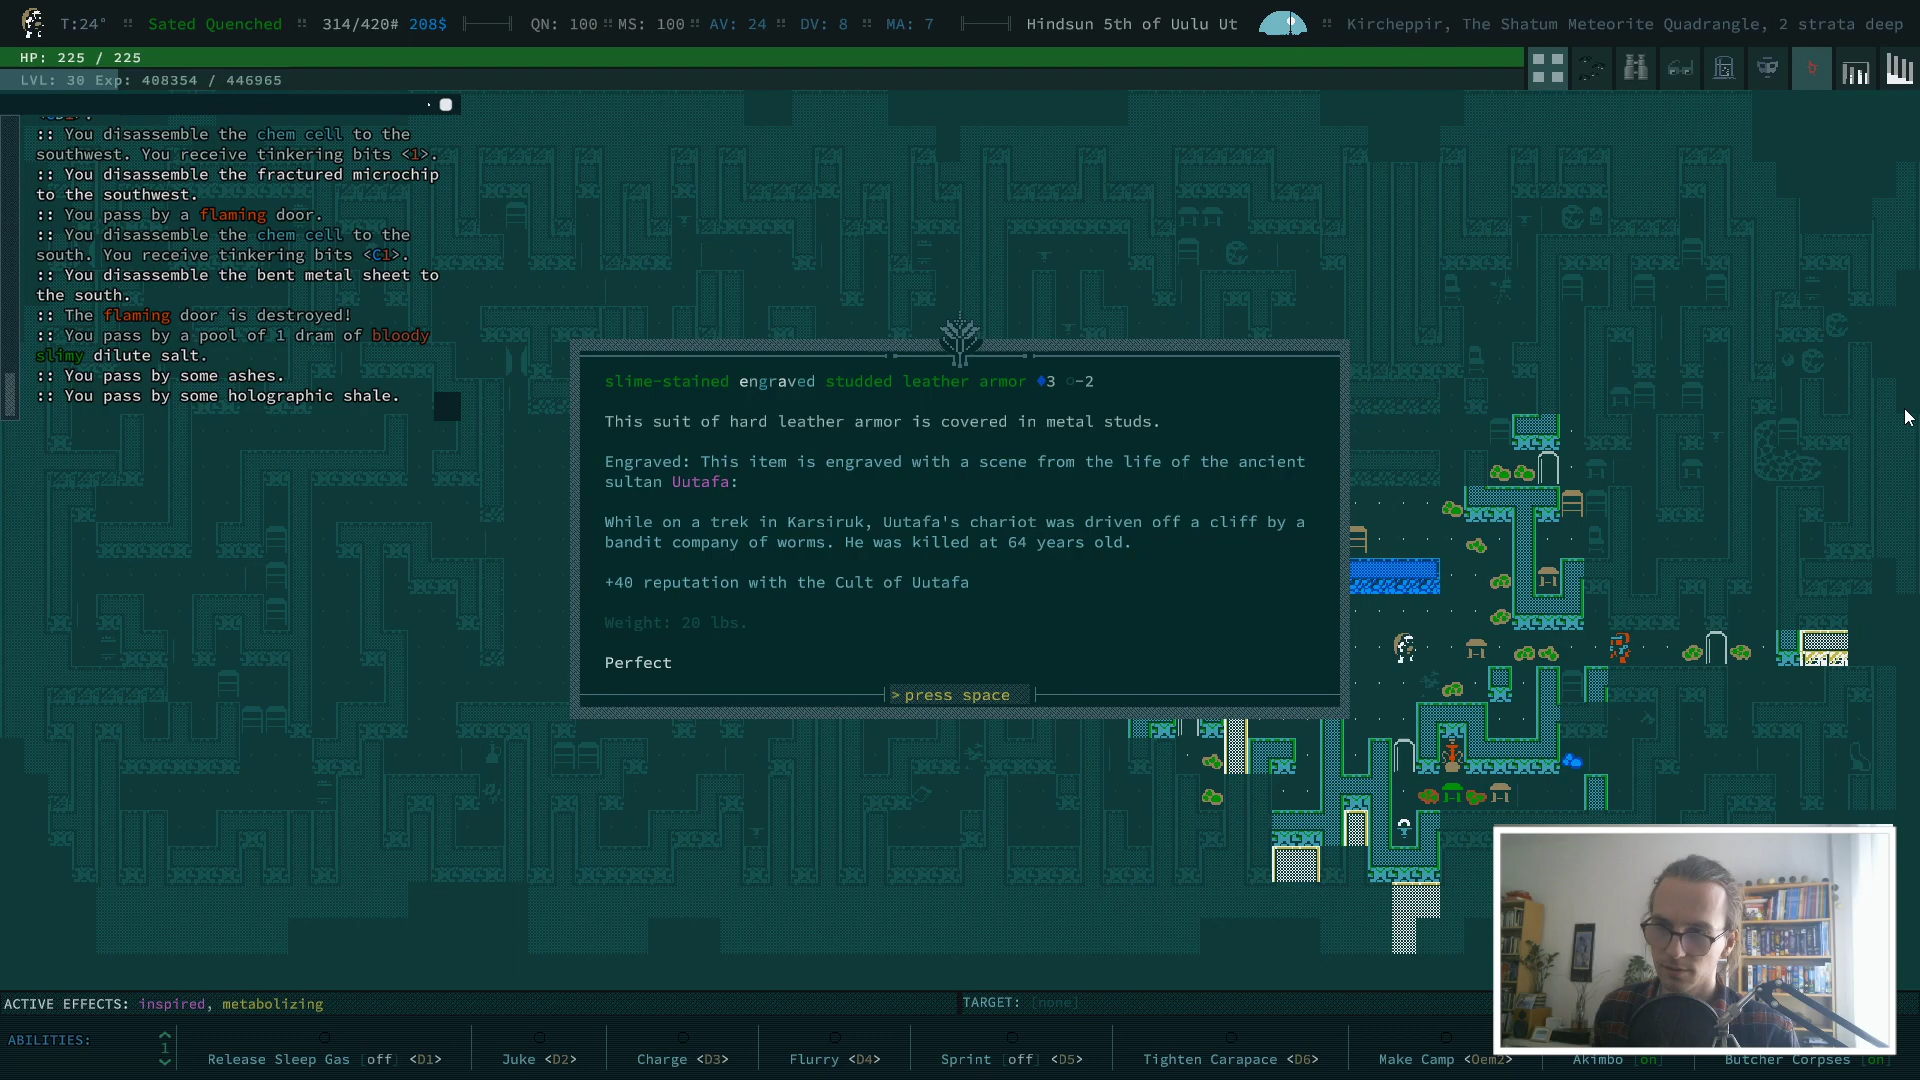 T:24° Sated Quenched 314/420# 208$ QN: 100 MS: 100 AV: 24 DV: 8 MA: 7 Hindsun 5th of Uulu Ut Kircheppir, The Shatum Meteorite Quadrangle, 2 strata deep
HP: 225 / 225
LVL: 30 Exp: 408354 / 446965
:: You disassemble the chem cell to the
southwest. You receive tinkering bits <1>.
:: You disassemble the fractured microchip
to the southwest.
:: You pass by a flaming door.
:: You disassemble the chem cell to the
south. You receive tinkering bits <C1>.
:: You disassemble the bent metal sheet to
the south.
:: The flaming door is destroyed!
:: You pass by a pool of 1 dram of bloody
slimy dilute salt.
:: You pass by some ashes.
:: You pass by some holographic shale.
slime-stained engraved studded leather armor ♦3 ○-2
This suit of hard leather armor is covered in metal studs.
Engraved: This item is engraved with a scene from the life of the ancient
sultan Uutafa:
While on a trek in Karsiruk, Uutafa's chariot was driven off a cliff by a
bandit company of worms. He was killed at 64 years old.
+40 reputation with the Cult of Uutafa
Weight: 20 lbs.
Perfect
>press space
ACTIVE EFFECTS: inspired, metabolizing
TARGET: [none]
ABILITIES: 1
Release Sleep Gas [off] <D1> Juke <D2> Charge <D3> Flurry <D4> Sprint [off] <D5> Tighten Carapace <D6> Make Camp <Oem2> Akimbo [on] Butcher Corpses [on]